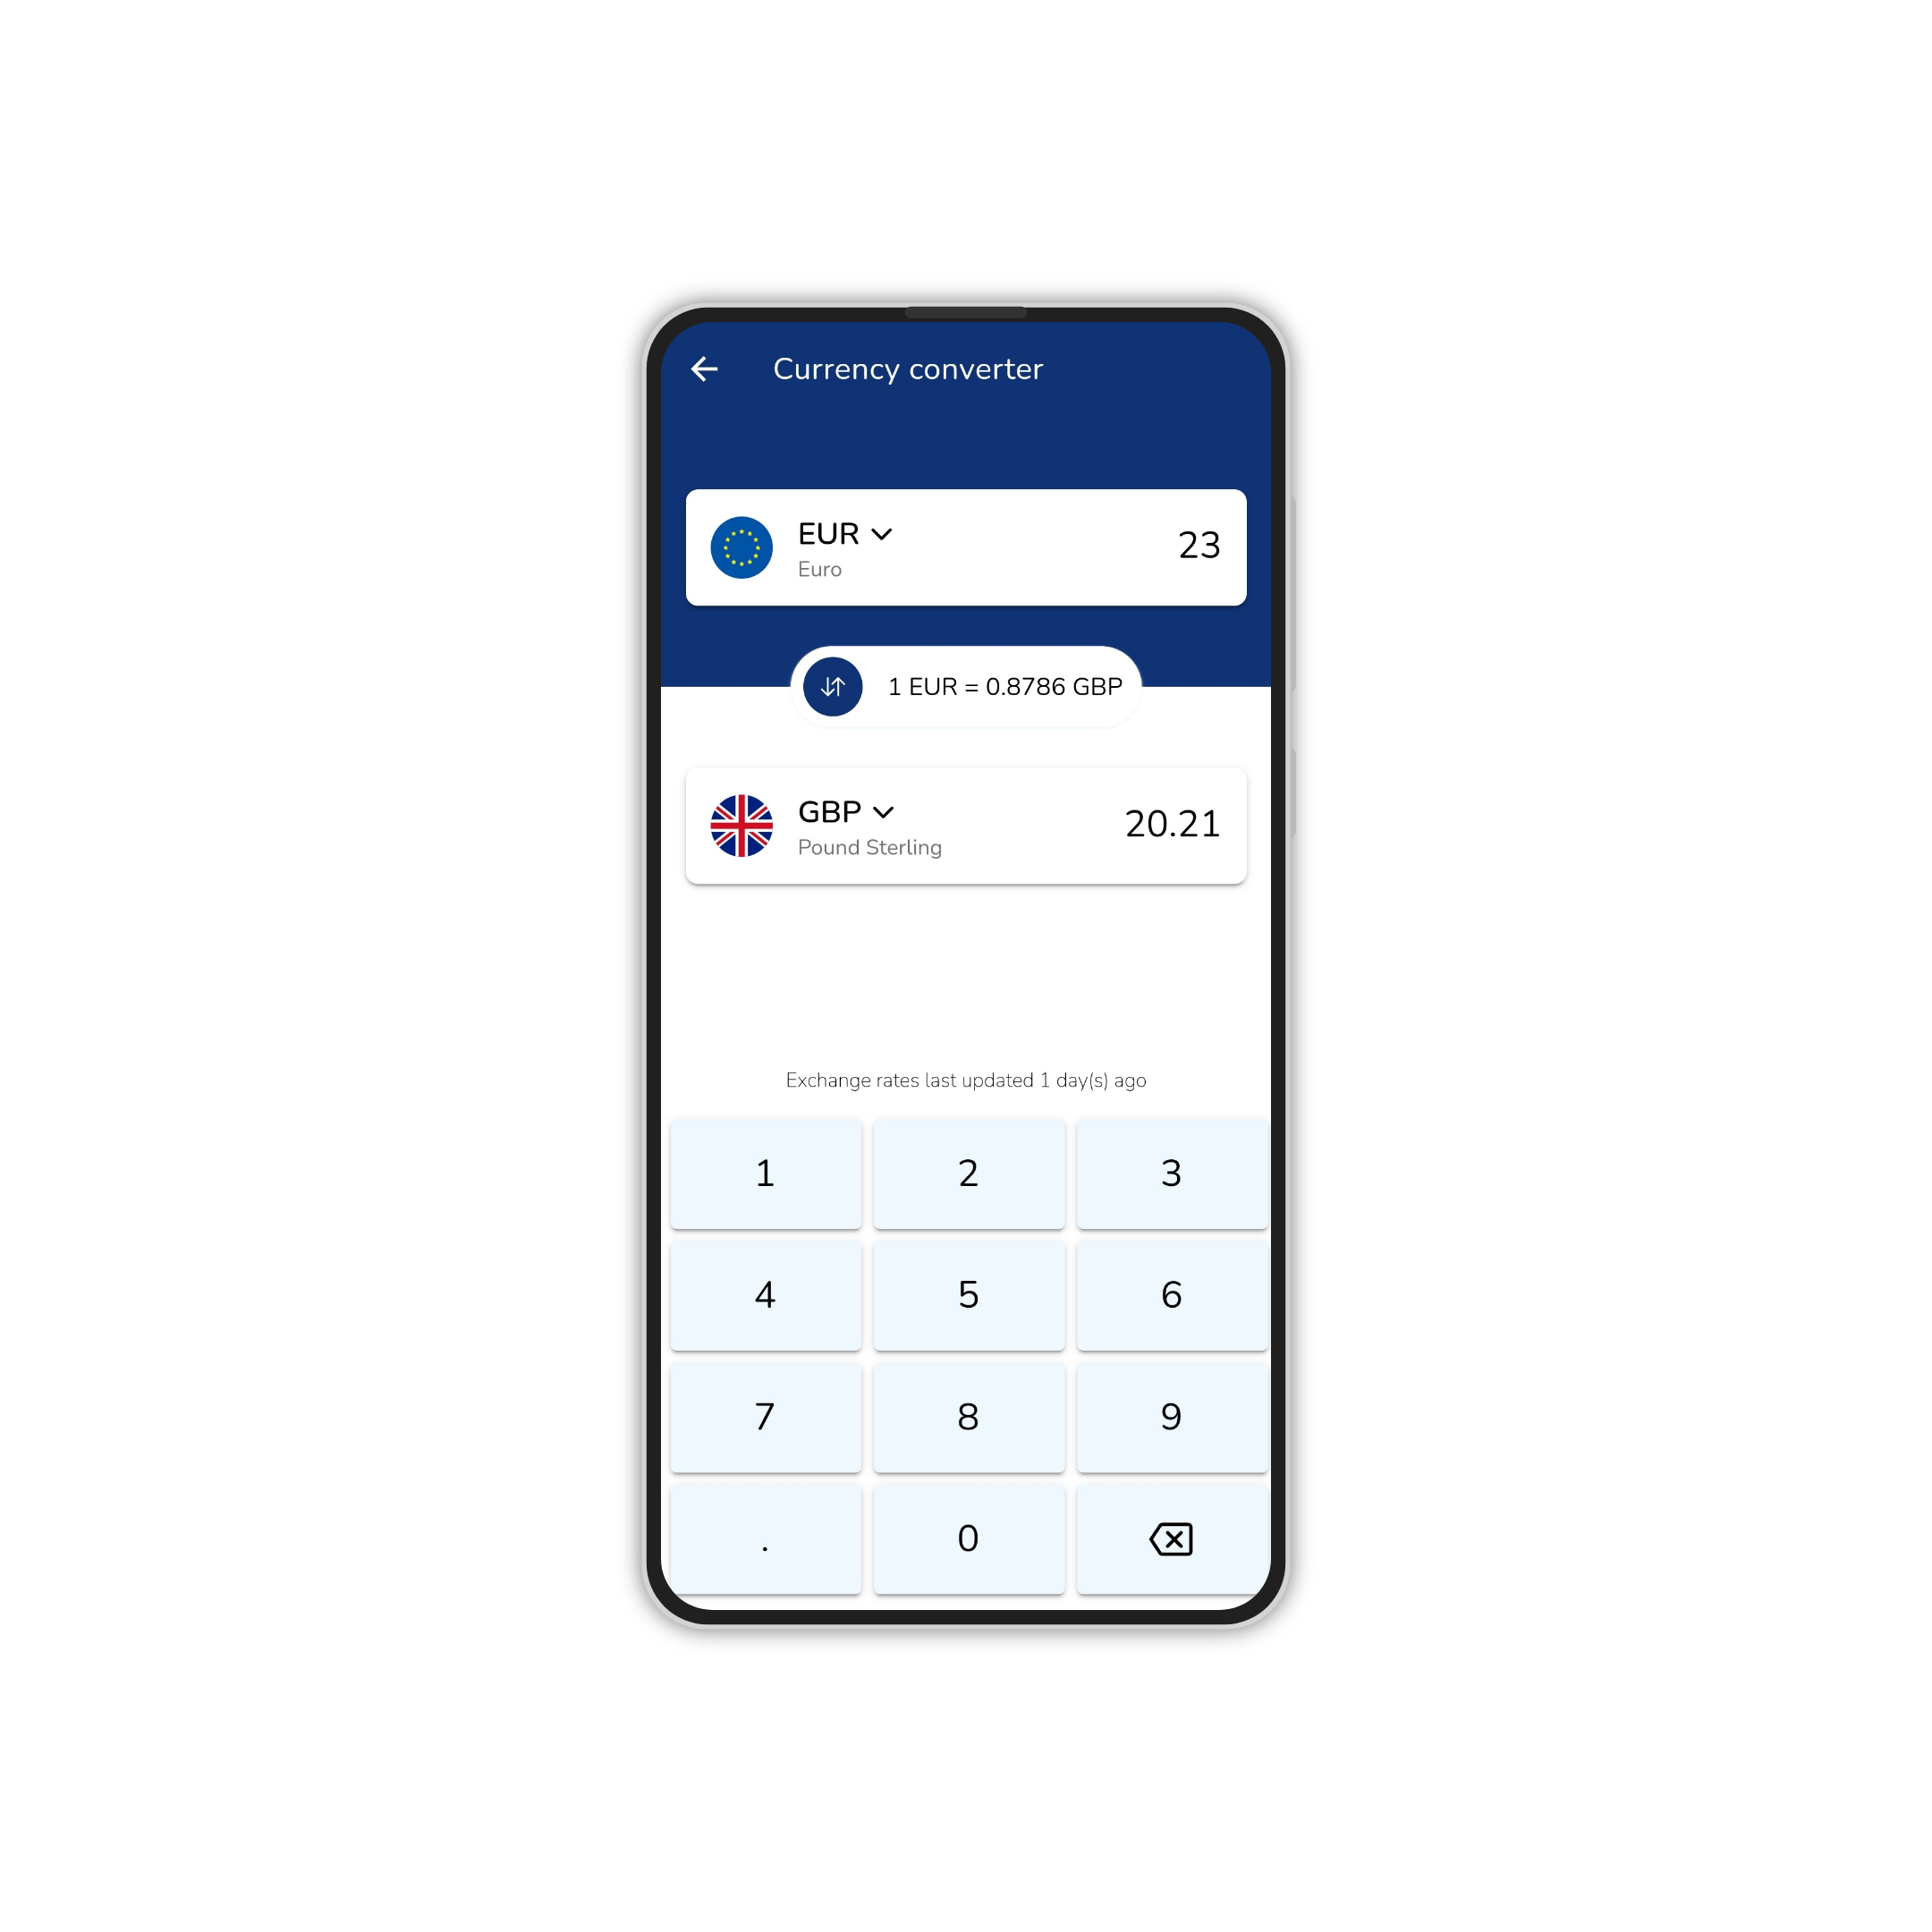 Currency converter
EUR
23
Euro
1 EUR = 0.8786 GBP
GBP
20.21
Pound Sterling
Exchange rates last updated 1 day(s) ago
1 2 3
4 5 6
7 8 9
. 0